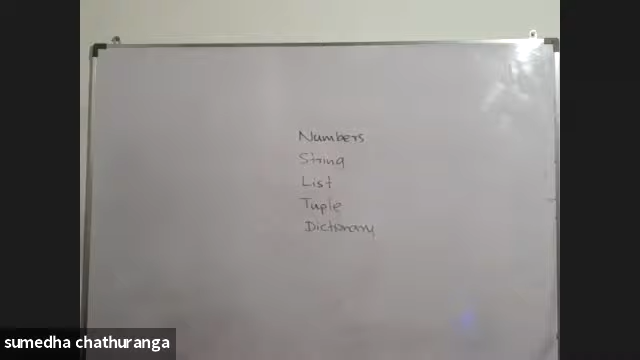 Numbers
String
List
Tuple
Dictionary
sumedha chathuranga